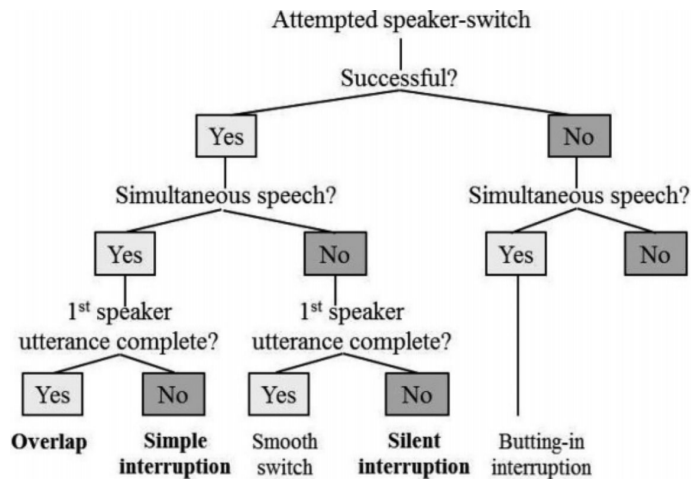 Attempted speaker-switch
Successful?
Yes No
Simultaneous speech? Simultaneous speech?
Yes No Yes No
1st speaker 1st speaker
utterance complete? utterance complete?
Yes No Yes No
Overlap Simple Smooth Silent Butting-in
interruption switch interruption interruption